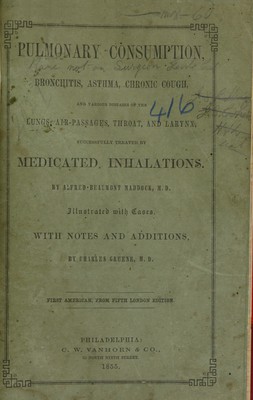 PULMONARY CONSUMPTION,
BRONCHITIS, ASTHMA, CHRONIC COUGH,
AND VARIOUS DISEASES OF THE
LUNGS, AIR-PASSAGES, THROAT, AND LARYNX,
SUCCESSFULLY TREATED BY
MEDICATED INHALATIONS.
416
BY ALFRED BEAUMONT MADDOCK, M.D.
Illustrated with Cases.
WITH NOTES AND ADDITIONS,
BY CHARLES GREENE, M.D.
FIRST AMERICAN FROM FIFTH LONDON EDITION
PHILADELPHIA:
C. W. VANHORN & CO.,
STREET.
1855.